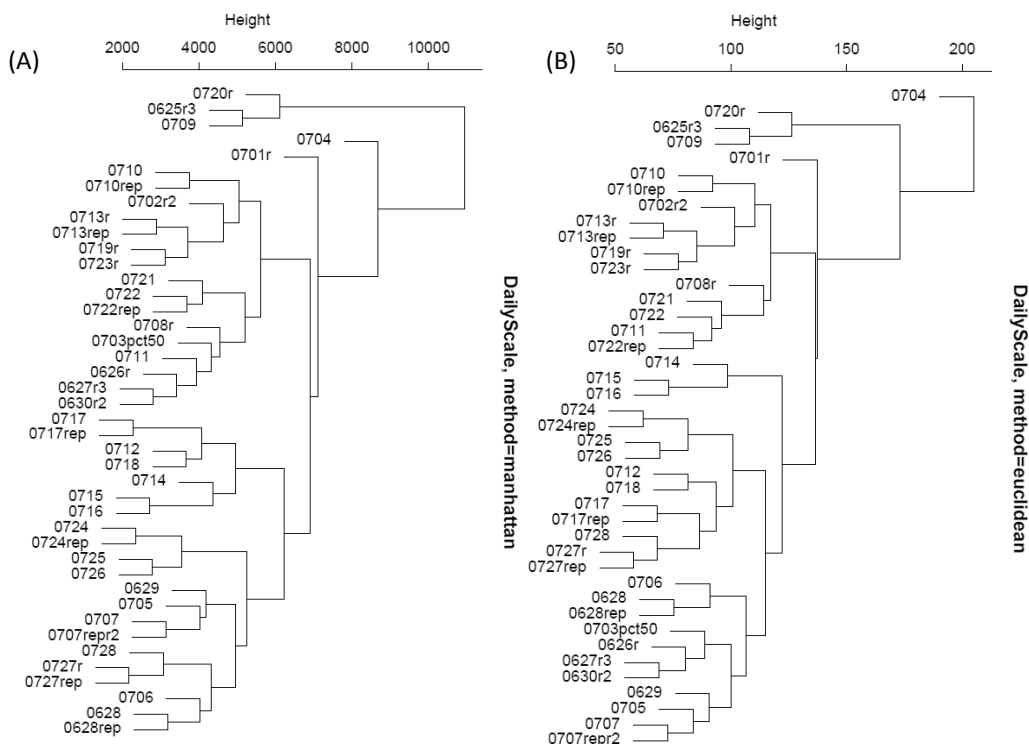 Height
(A)
2000 4000 6000 8000 10000
0720r
0625r3
0709
0704
0701r
0710
0710rep
0702r2
0713r
0713rep
0719r
0723r
0721
0722
0722rep
0708r
0703pct50
0711
0626r
0627r3
0630r2
0717
0717rep
0712
0718
0714
0715
0716
0724
0724rep
0725
0726
0629
0705
0707
0707repr2
0728
0727r
0727rep
0706
0628
0628rep
DailyScale, method=manhattan
Height
(B)
50 100 150 200
0704
0720r
0625r3
0709
0701r
0710
0710rep
0702r2
0713r
0713rep
0719r
0723r
0708r
0721
0722
0711
0722rep
0714
0715
0716
0724
0724rep
0725
0726
0712
0718
0717
0717rep
0728
0727r
0727rep
0706
0628
0628rep
0703pct50
0626r
0627r3
0630r2
0629
0705
0707
0707repr2
DailyScale, method=euclidean